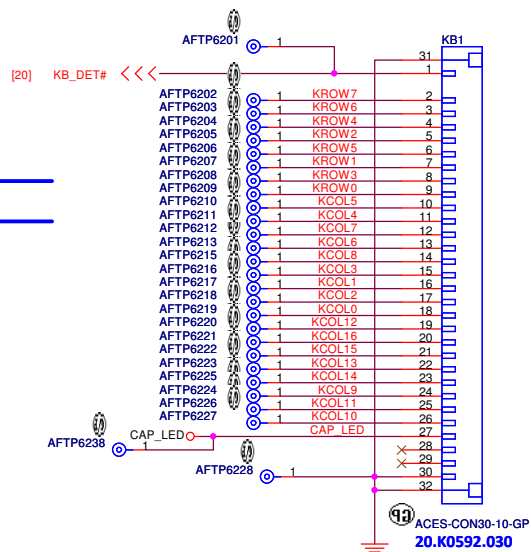 AFTP6201 1 KB1
31
[20] KB_DET# 1
AFTP6202 1 KROW7 2
AFTP6203 1 KROW6 3
AFTP6204 1 KROW4 4
AFTP6205 1 KROW2 5
AFTP6206 1 KROW5 6
AFTP6207 1 KROW1 7
AFTP6208 1 KROW3 8
AFTP6209 1 KROW0 9
AFTP6210 1 KCOL5 10
AFTP6211 1 KCOL4 11
AFTP6212 1 KCOL7 12
AFTP6213 1 KCOL6 13
AFTP6215 1 KCOL8 14
AFTP6216 1 KCOL3 15
AFTP6217 1 KCOL1 16
AFTP6218 1 KCOL2 17
AFTP6219 1 KCOL0 18
AFTP6220 1 KCOL12 19
AFTP6221 1 KCOL16 20
AFTP6222 1 KCOL15 21
AFTP6223 1 KCOL13 22
AFTP6225 1 KCOL14 23
AFTP6224 1 KCOL9 24
AFTP6226 1 KCOL11 25
AFTP6227 1 KCOL10 26
CAP_LED CAP_LED 27
AFTP6238 1 28
29
AFTP6228 1 30
32
GP ACES-CON30-10-GP
20.K0592.030